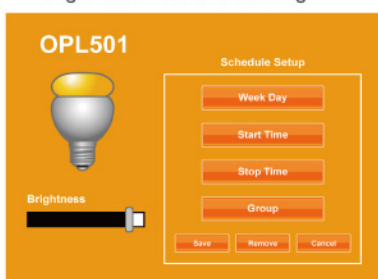 OPL501
Schedule Setup
Week Day
Start Time
Stop Time
Brightness
Group
Save
Remove
Cancel